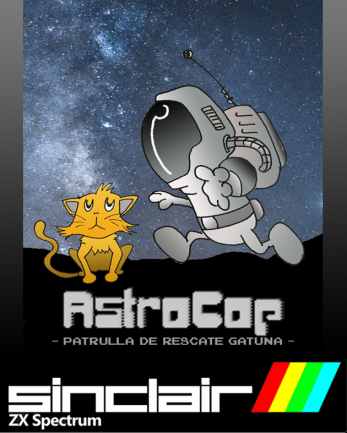 AstroCop
- PATRULLA DE RESCATE GATUNA -
sinclair
ZX Spectrum